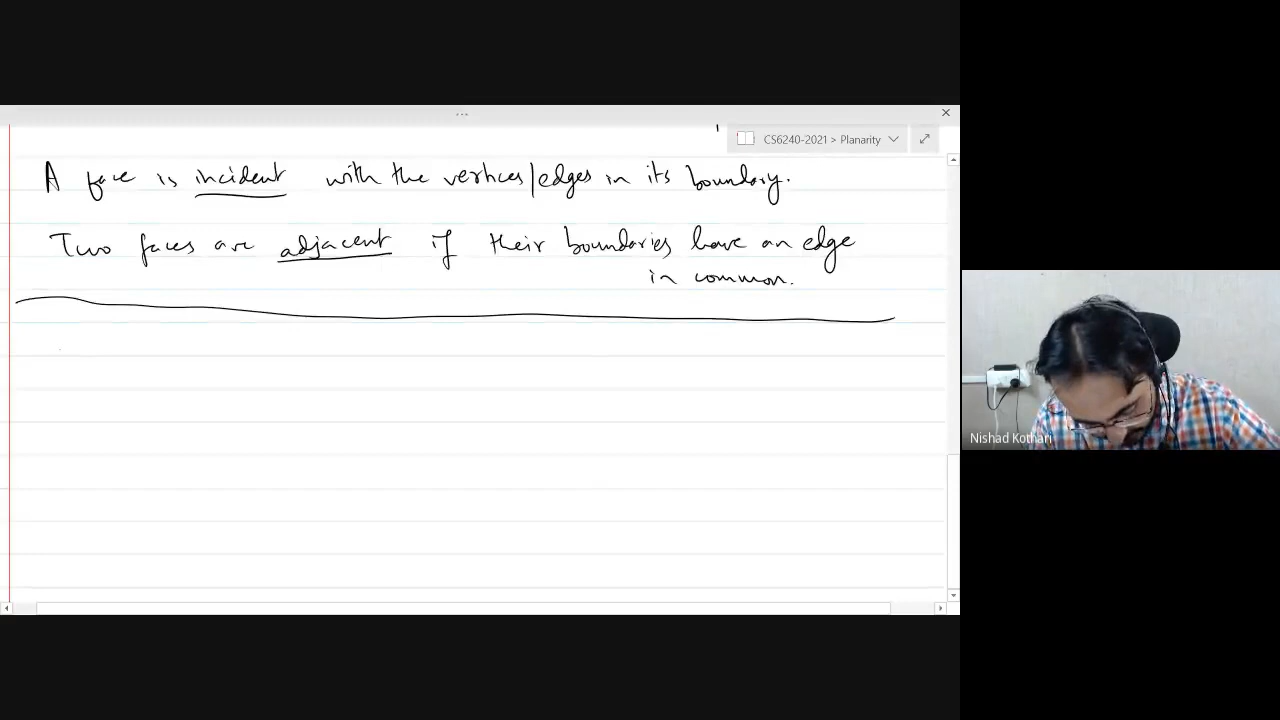 CS6240-2021 > Planarity
A face is incident with the vertices/edges in its boundary.
Two faces are adjacent if their boundaries have an edge
in common.
Nishad Kothari